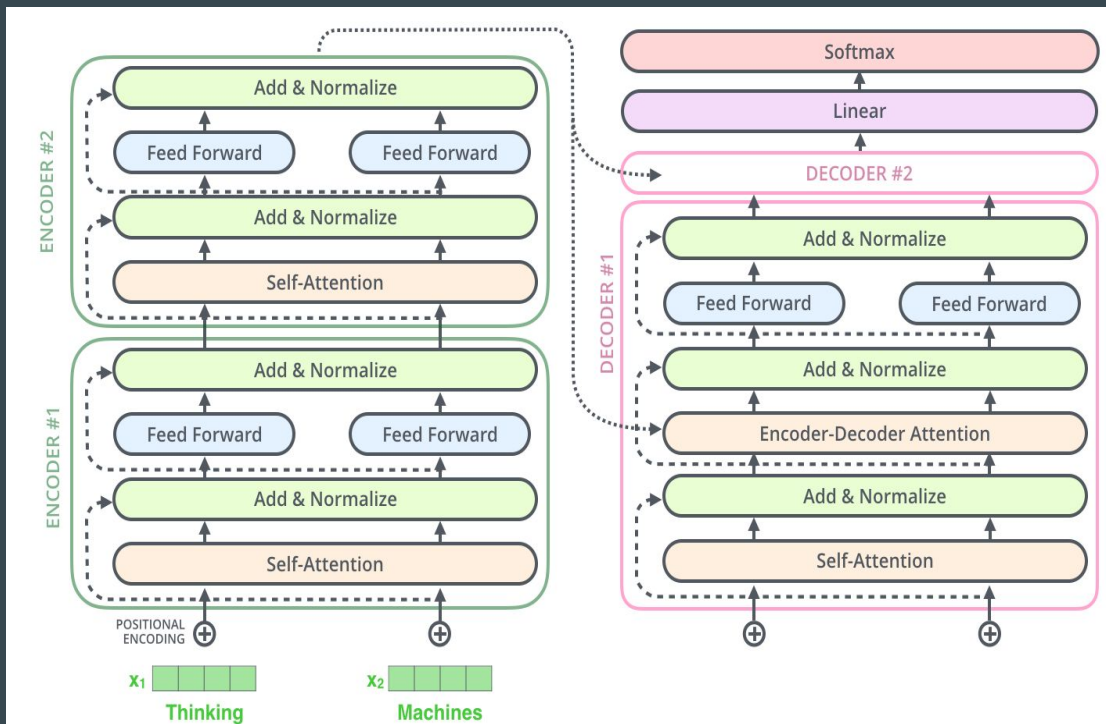 ENCODER #2
Add & Normalize
Feed Forward
Feed Forward
Add & Normalize
Self-Attention
ENCODER #1
Add & Normalize
Feed Forward
Feed Forward
Add & Normalize
Self-Attention
POSITIONAL
ENCODING
x₁
x₂
Thinking
Machines
Softmax
Linear
DECODER #2
DECODER #1
Add & Normalize
Feed Forward
Feed Forward
Add & Normalize
Encoder-Decoder Attention
Add & Normalize
Self-Attention